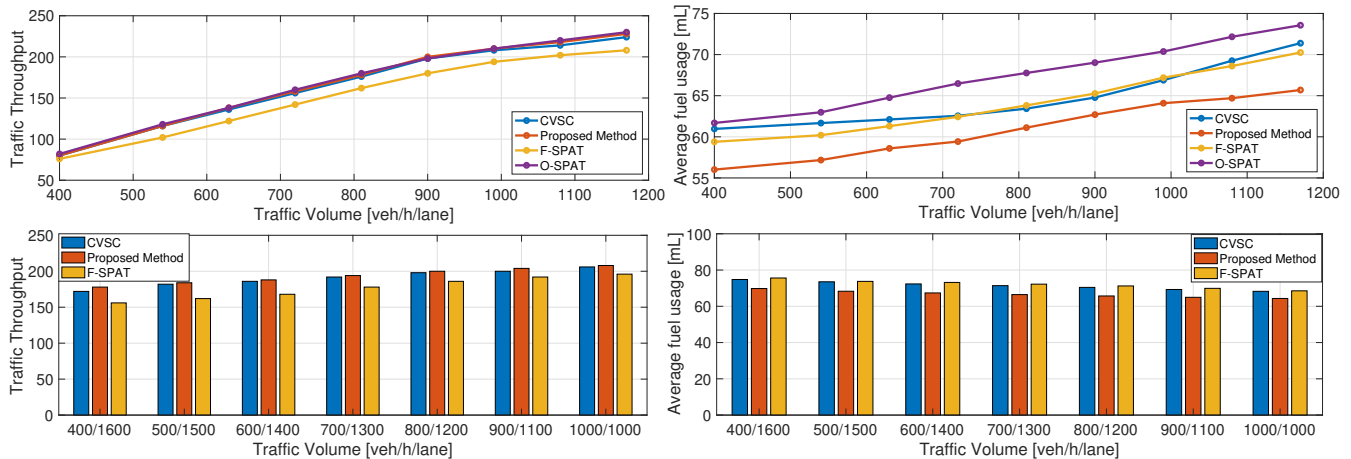 250
200
150
100
50
Traffic Throughput
400 500 600 700 800 900 1000 1100 1200
Traffic Volume [veh/h/lane]
CVSC
Proposed Method
F-SPAT
O-SPAT
75
70
65
60
55
Average fuel usage [mL]
400 500 600 700 800 900 1000 1100 1200
Traffic Volume [veh/h/lane]
CVSC
Proposed Method
F-SPAT
O-SPAT
250
200
150
100
50
0
Traffic Throughput
CVSC
Proposed Method
F-SPAT
400/1600 500/1500 600/1400 700/1300 800/1200 900/1100 1000/1000
Traffic Volume [veh/h/lane]
100
80
60
40
20
0
Average fuel usage [mL]
CVSC
Proposed Method
F-SPAT
400/1600 500/1500 600/1400 700/1300 800/1200 900/1100 1000/1000
Traffic Volume [veh/h/lane]